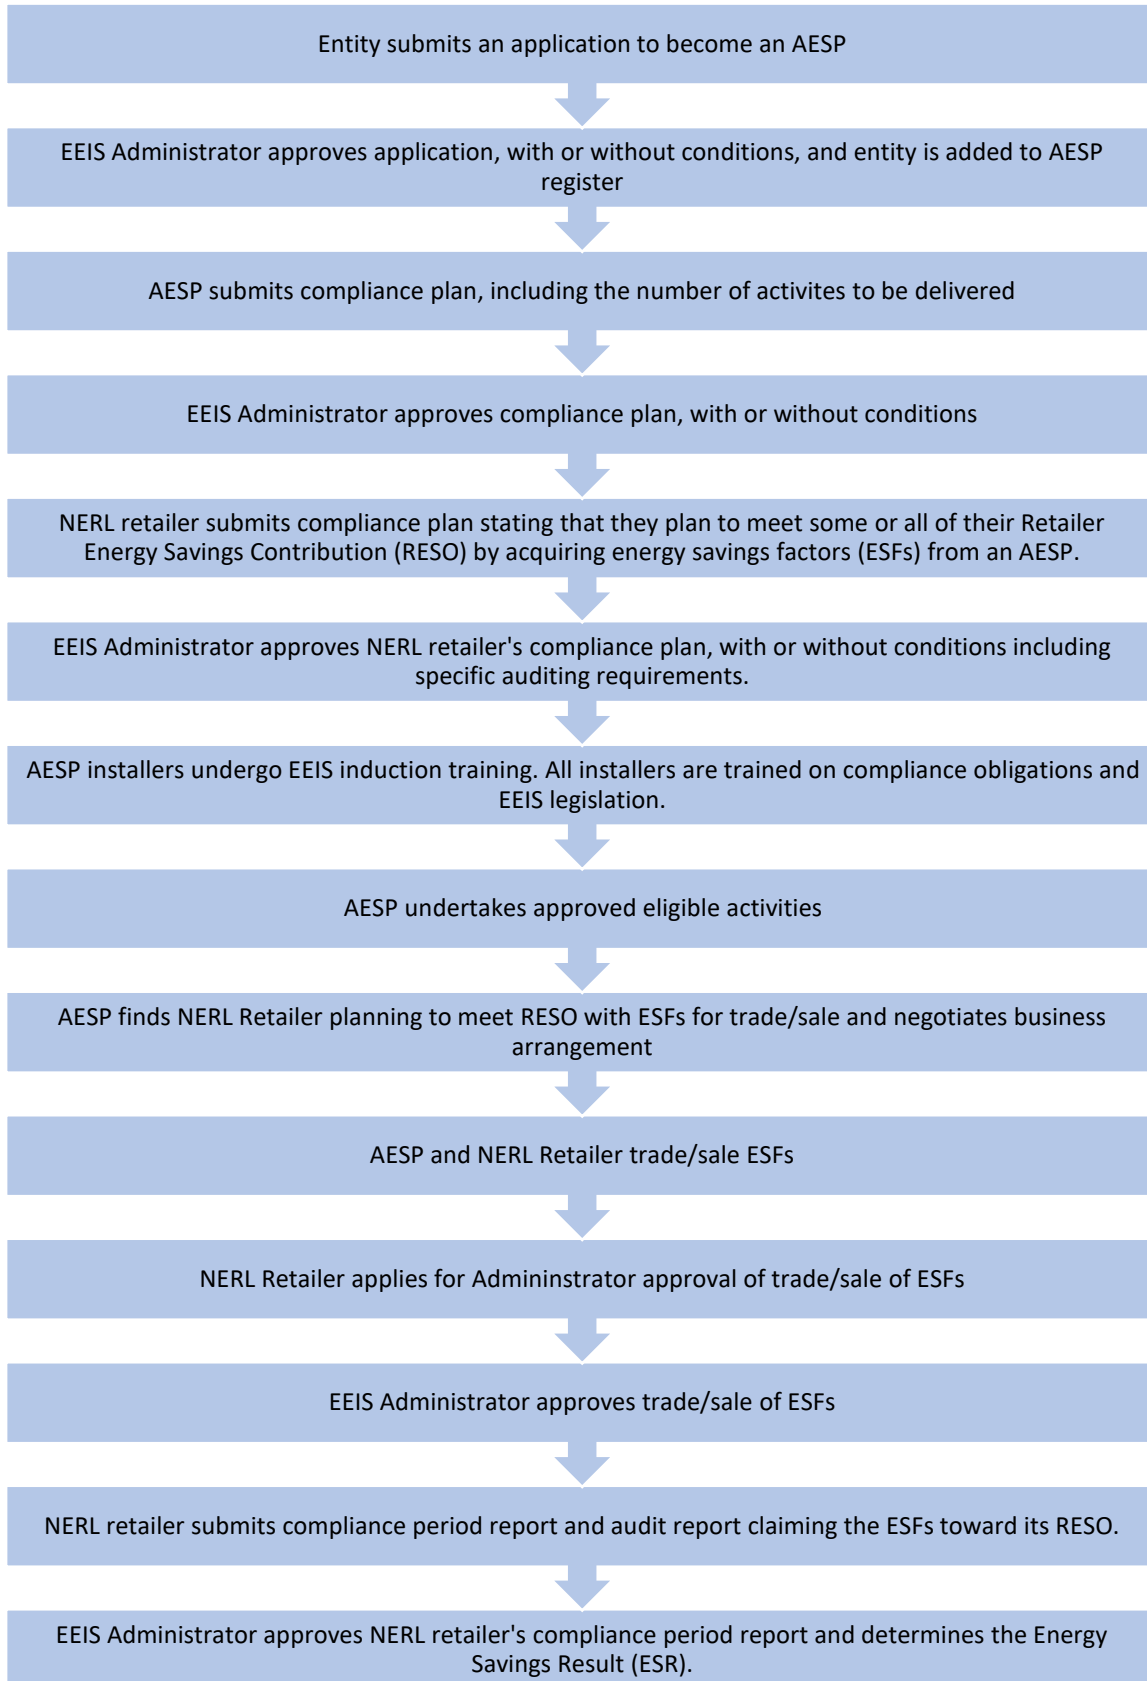 Entity submits an application to become an AESP
EEIS Administrator approves application, with or without conditions, and entity is added to AESP
register
AESP submits compliance plan, including the number of activites to be delivered
EEIS Administrator approves compliance plan, with or without conditions
NERL retailer submits compliance plan stating that they plan to meet some or all of their Retailer
Energy Savings Contribution (RESO) by acquiring energy savings factors (ESFs) from an AESP.
EEIS Administrator approves NERL retailer's compliance plan, with or without conditions including
specific auditing requirements.
AESP installers undergo EEIS induction training. All installers are trained on compliance obligations and
EEIS legislation.
AESP undertakes approved eligible activities
AESP finds NERL Retailer planning to meet RESO with ESFs for trade/sale and negotiates business
arrangement
AESP and NERL Retailer trade/sale ESFs
NERL Retailer applies for Admininstrator approval of trade/sale of ESFs
EEIS Administrator approves trade/sale of ESFs
NERL retailer submits compliance period report and audit report claiming the ESFs toward its RESO.
EEIS Administrator approves NERL retailer's compliance period report and determines the Energy
Savings Result (ESR).